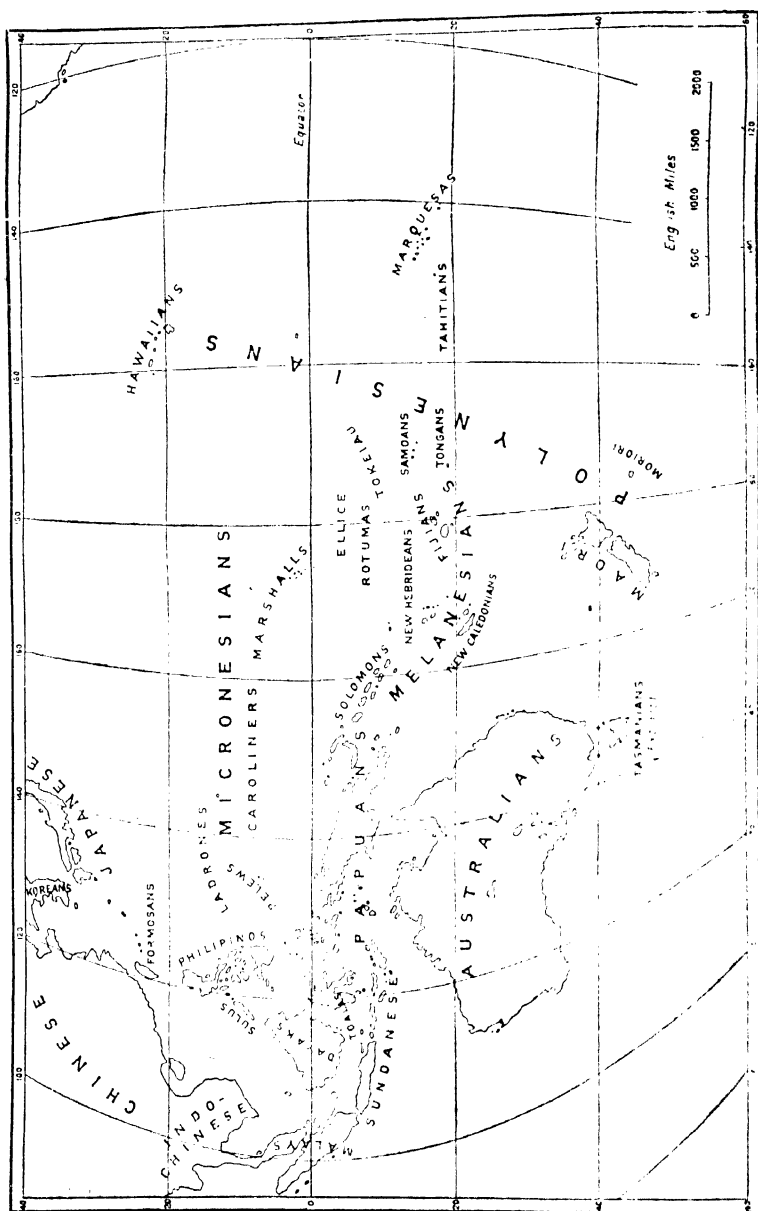 HAWAIIANS
MARQUESAS
TAHITIANS
POLYNESIANS
ELLICE
ROTUMAS
TOKELAU
SAMOANS
TONGANS
FIJIANS
NEW HEBRIDEANS
NEW CALEDONIANS
MELANESIANS
SOLOMONS
MICRONESIANS
CAROLINERS
MARSHALLS
LADRONES
PELEWS
JAPANESE
KOREANS
FORMOSANS
CHINESE
INDO-
CHINESE
PHILIPINOS
SULUS
MALAYS
SUNDANESE
PAPUANS
AUSTRALIANS
TASMANIANS
MAORI
MORIORI
Equator
English Miles
0 500 1000 1500 2000